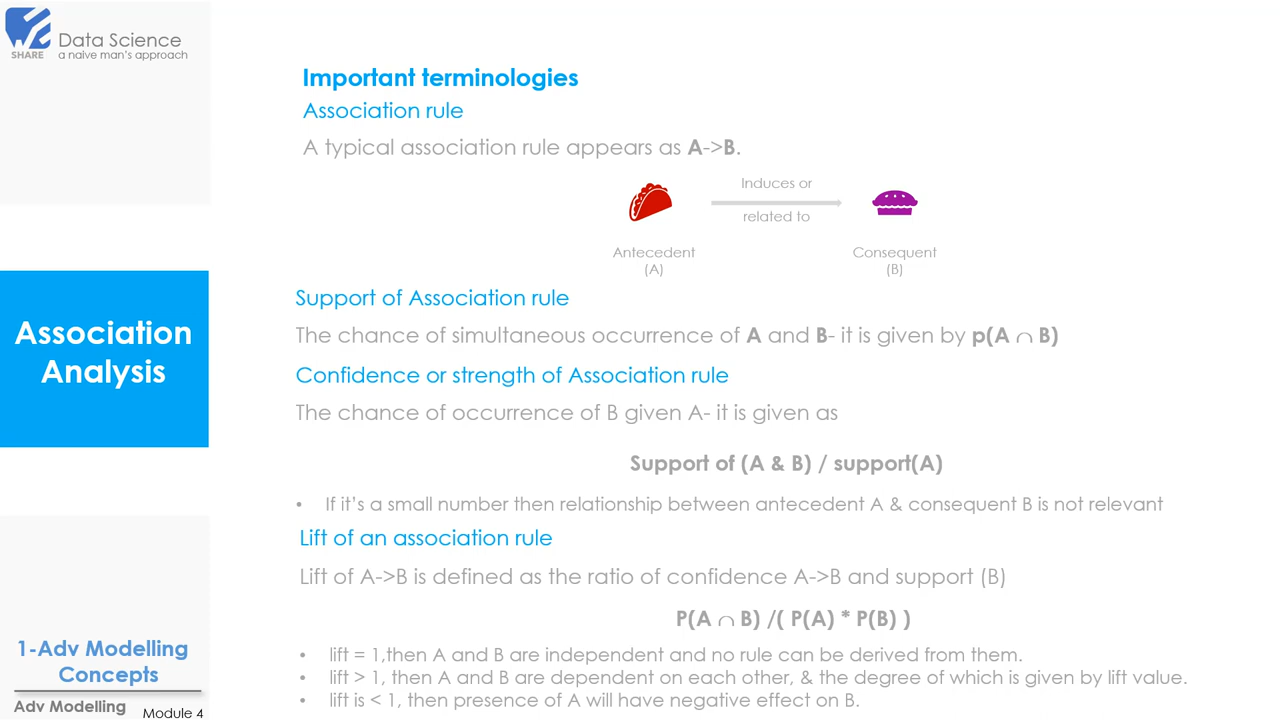 SHARE
Data Science
a naive man's approach
Important terminologies
Association rule
A typical association rule appears as A->B.
Induces or
related to
Antecedent
(A)
Consequent
(B)
Support of Association rule
The chance of simultaneous occurrence of A and B- it is given by p(A ∩ B)
Confidence or strength of Association rule
The chance of occurrence of B given A- it is given as
Support of (A & B) / support(A)
• If it's a small number then relationship between antecedent A & consequent B is not relevant
Lift of an association rule
Lift of A->B is defined as the ratio of confidence A->B and support (B)
P(A ∩ B) /( P(A) * P(B) )
• lift = 1,then A and B are independent and no rule can be derived from them.
• lift > 1, then A and B are dependent on each other, & the degree of which is given by lift value.
• lift is < 1, then presence of A will have negative effect on B.
Association
Analysis
1-Adv Modelling
Concepts
Adv Modelling
Module 4